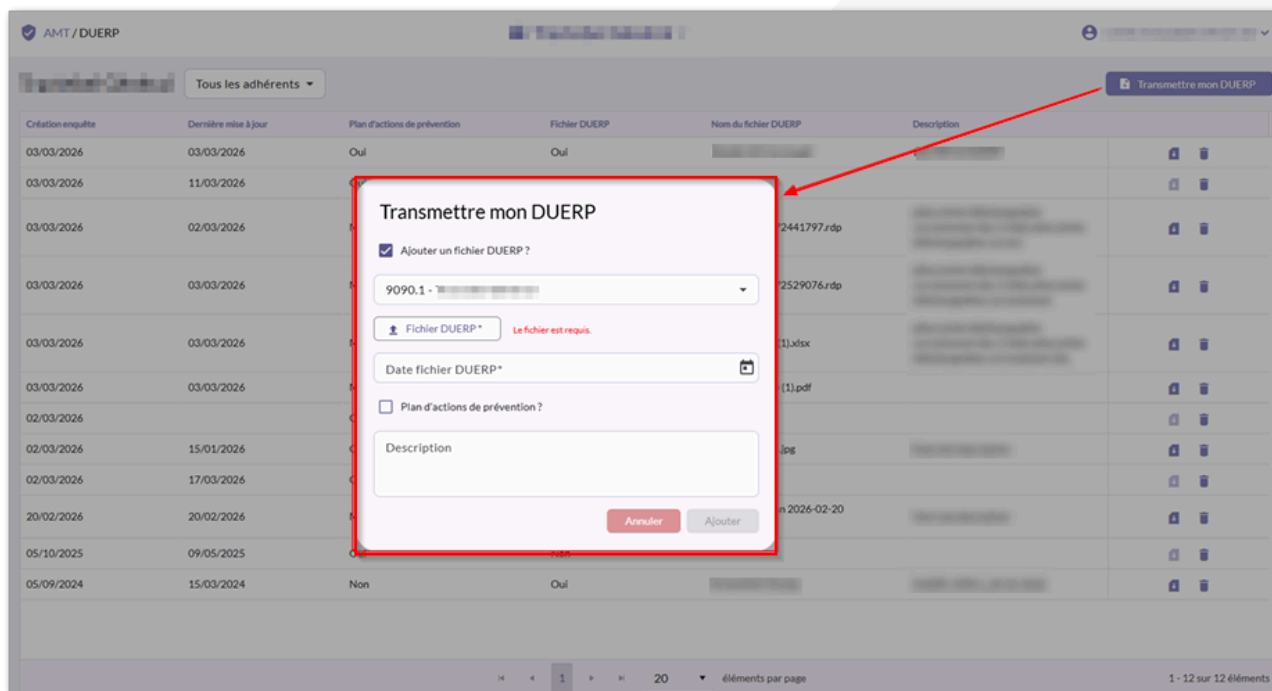 AMT / DUERP
Tous les adhérents
Transmettre mon DUERP
Création enquête Dernière mise à jour Plan d'actions de prévention Fichier DUERP Nom du fichier DUERP Description
03/03/2026 03/03/2026 Oui Oui
03/03/2026 11/03/2026
03/03/2026 02/03/2026 2441797.rdp
03/03/2026 03/03/2026 2529076.rdp
03/03/2026 03/03/2026 (1).xlsx
03/03/2026 03/03/2026 (1).pdf
02/03/2026
02/03/2026 15/01/2026 .jpg
02/03/2026 17/03/2026
20/02/2026 20/02/2026 2026-02-20
05/10/2025 09/05/2025
05/09/2024 15/03/2024 Non Oui
Transmettre mon DUERP
Ajouter un fichier DUERP ?
9090.1 -
Fichier DUERP* Le fichier est requis.
Date fichier DUERP*
Plan d'actions de prévention ?
Description
Annuler Ajouter
1 20 éléments par page 1 - 12 sur 12 éléments